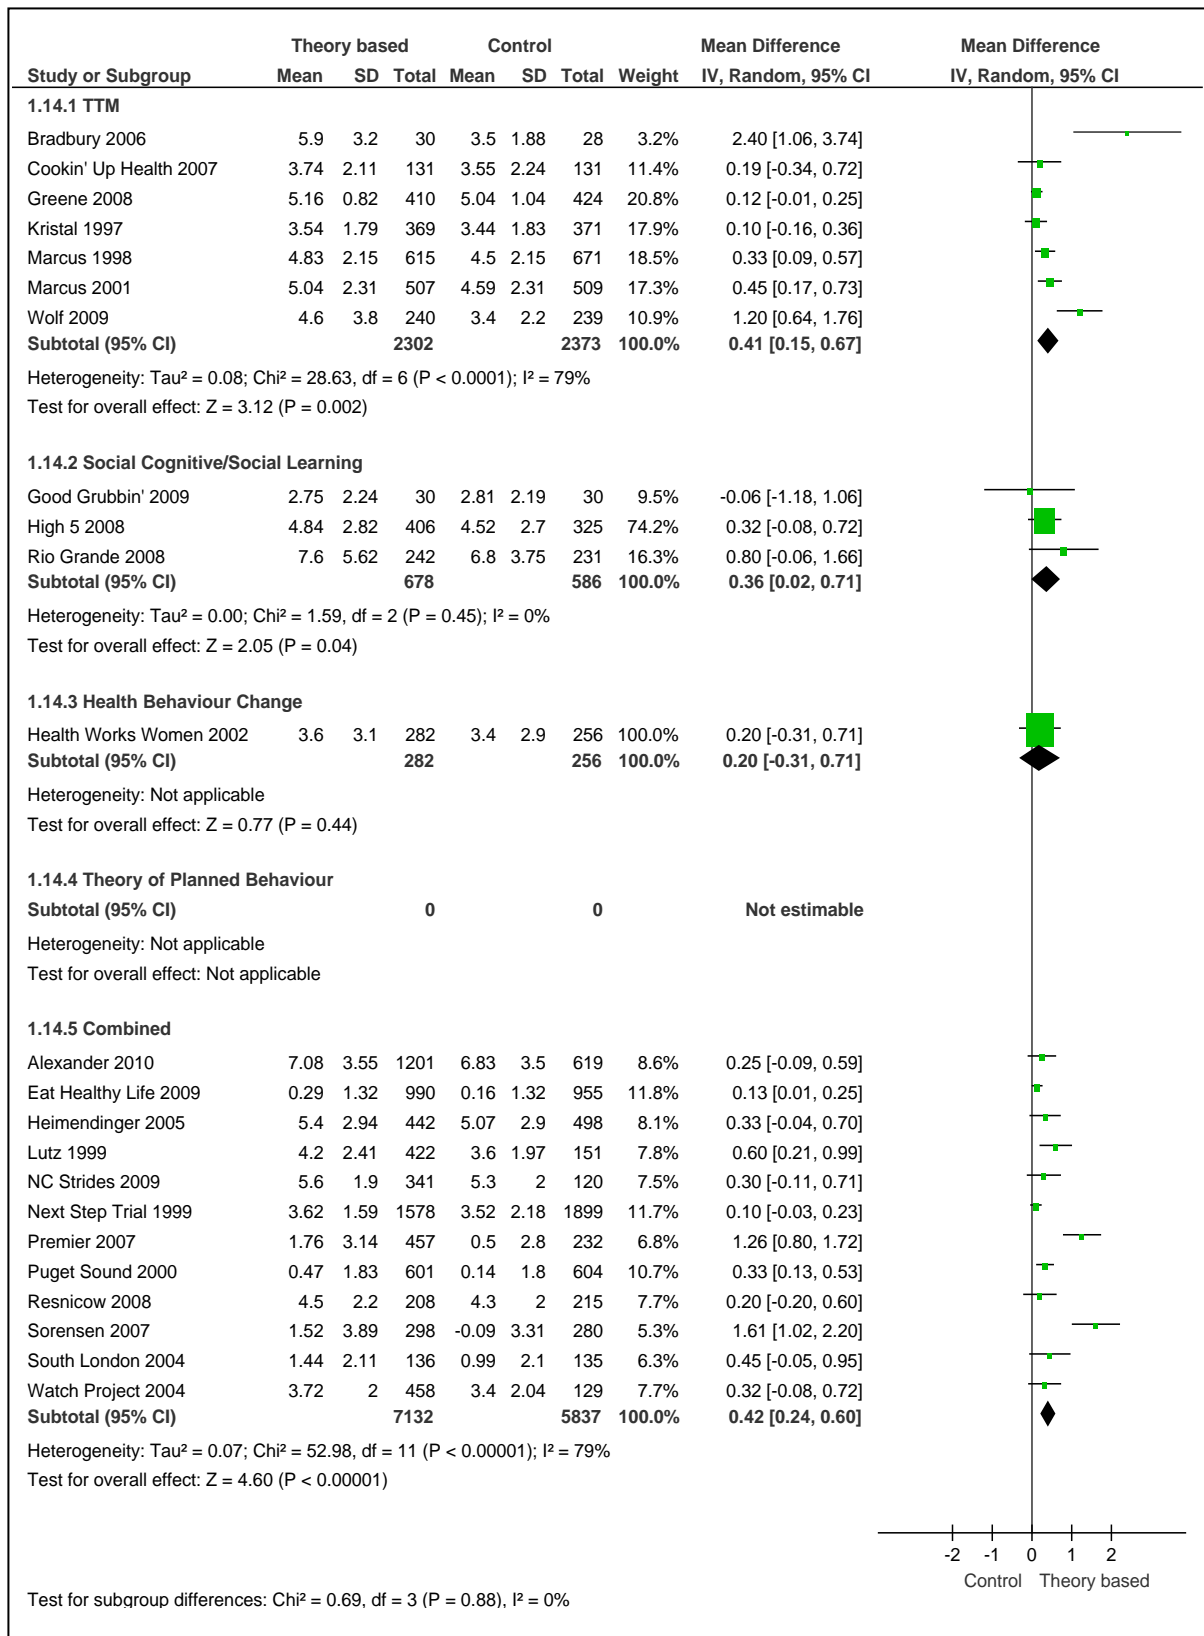 Theory based Control Mean Difference Mean Difference
Study or Subgroup Mean SD Total Mean SD Total Weight IV, Random, 95% CI IV, Random, 95% CI
1.14.1 TTM
Bradbury 2006 5.9 3.2 30 3.5 1.88 28 3.2% 2.40 [1.06, 3.74]
Cookin' Up Health 2007 3.74 2.11 131 3.55 2.24 131 11.4% 0.19 [-0.34, 0.72]
Greene 2008 5.16 0.82 410 5.04 1.04 424 20.8% 0.12 [-0.01, 0.25]
Kristal 1997 3.54 1.79 369 3.44 1.83 371 17.9% 0.10 [-0.16, 0.36]
Marcus 1998 4.83 2.15 615 4.5 2.15 671 18.5% 0.33 [0.09, 0.57]
Marcus 2001 5.04 2.31 507 4.59 2.31 509 17.3% 0.45 [0.17, 0.73]
Wolf 2009 4.6 3.8 240 3.4 2.2 239 10.9% 1.20 [0.64, 1.76]
Subtotal (95% CI) 2302 2373 100.0% 0.41 [0.15, 0.67]
Heterogeneity: Tau² = 0.08; Chi² = 28.63, df = 6 (P < 0.0001); I² = 79%
Test for overall effect: Z = 3.12 (P = 0.002)
1.14.2 Social Cognitive/Social Learning
Good Grubbin' 2009 2.75 2.24 30 2.81 2.19 30 9.5% -0.06 [-1.18, 1.06]
High 5 2008 4.84 2.82 406 4.52 2.7 325 74.2% 0.32 [-0.08, 0.72]
Rio Grande 2008 7.6 5.62 242 6.8 3.75 231 16.3% 0.80 [-0.06, 1.66]
Subtotal (95% CI) 678 586 100.0% 0.36 [0.02, 0.71]
Heterogeneity: Tau² = 0.00; Chi² = 1.59, df = 2 (P = 0.45); I² = 0%
Test for overall effect: Z = 2.05 (P = 0.04)
1.14.3 Health Behaviour Change
Health Works Women 2002 3.6 3.1 282 3.4 2.9 256 100.0% 0.20 [-0.31, 0.71]
Subtotal (95% CI) 282 256 100.0% 0.20 [-0.31, 0.71]
Heterogeneity: Not applicable
Test for overall effect: Z = 0.77 (P = 0.44)
1.14.4 Theory of Planned Behaviour
Subtotal (95% CI) 0 0 Not estimable
Heterogeneity: Not applicable
Test for overall effect: Not applicable
1.14.5 Combined
Alexander 2010 7.08 3.55 1201 6.83 3.5 619 8.6% 0.25 [-0.09, 0.59]
Eat Healthy Life 2009 0.29 1.32 990 0.16 1.32 955 11.8% 0.13 [0.01, 0.25]
Heimendinger 2005 5.4 2.94 442 5.07 2.9 498 8.1% 0.33 [-0.04, 0.70]
Lutz 1999 4.2 2.41 422 3.6 1.97 151 7.8% 0.60 [0.21, 0.99]
NC Strides 2009 5.6 1.9 341 5.3 2 120 7.5% 0.30 [-0.11, 0.71]
Next Step Trial 1999 3.62 1.59 1578 3.52 2.18 1899 11.7% 0.10 [-0.03, 0.23]
Premier 2007 1.76 3.14 457 0.5 2.8 232 6.8% 1.26 [0.80, 1.72]
Puget Sound 2000 0.47 1.83 601 0.14 1.8 604 10.7% 0.33 [0.13, 0.53]
Resnicow 2008 4.5 2.2 208 4.3 2 215 7.7% 0.20 [-0.20, 0.60]
Sorensen 2007 1.52 3.89 298 -0.09 3.31 280 5.3% 1.61 [1.02, 2.20]
South London 2004 1.44 2.11 136 0.99 2.1 135 6.3% 0.45 [-0.05, 0.95]
Watch Project 2004 3.72 2 458 3.4 2.04 129 7.7% 0.32 [-0.08, 0.72]
Subtotal (95% CI) 7132 5837 100.0% 0.42 [0.24, 0.60]
Heterogeneity: Tau² = 0.07; Chi² = 52.98, df = 11 (P < 0.00001); I² = 79%
Test for overall effect: Z = 4.60 (P < 0.00001)
-2 -1 0 1 2
Control Theory based
Test for subgroup differences: Chi² = 0.69, df = 3 (P = 0.88), I² = 0%